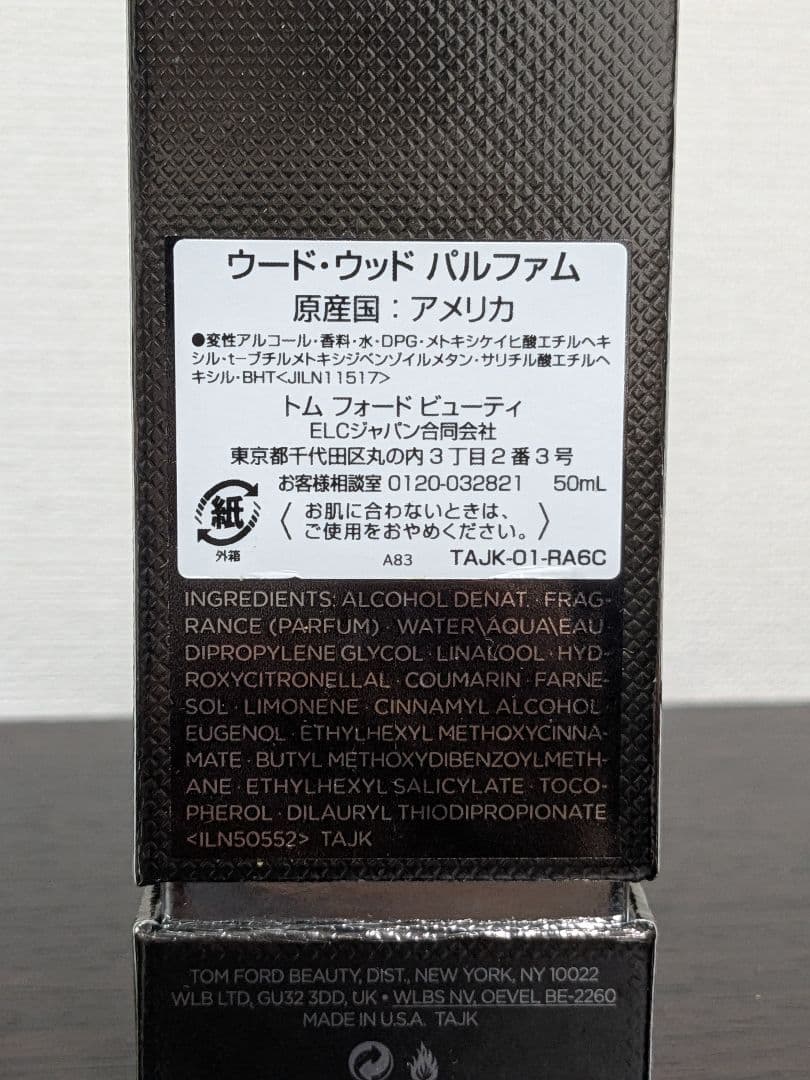 ウード・ウッド パルファム
原産国：アメリカ
●変性アルコール・香料・水・DPG・メトキシケイヒ酸エチルヘキ
シル・t－ブチルメトキシジベンゾイルメタン・サリチル酸エチルヘ
キシル・BHT<JILN11517>
トム フォード ビューティ
ELCジャパン合同会社
東京都千代田区丸の内3丁目2番3号
お客様相談室 0120-032821 50mL
紙
外箱
〈お肌に合わないときは、
ご使用をおやめください。〉
A83 TAJK-01-RA6C
INGREDIENTS: ALCOHOL DENAT. FRAG-
RANCE (PARFUM) · WATER\AQUA\EAU ·
DIPROPYLENE GLYCOL · LINALOOL · HYD-
ROXYCITRONELLAL · COUMARIN · FARNE-
SOL · LIMONENE · CINNAMYL ALCOHOL ·
EUGENOL · ETHYLHEXYL METHOXYCINNA-
MATE · BUTYL METHOXYDIBENZOYLMETH-
ANE · ETHYLHEXYL SALICYLATE · TOCO-
PHEROL · DILAURYL THIODIPROPIONATE
<ILN50552> TAJK
TOM FORD BEAUTY, DIST., NEW YORK, NY 10022
WLB LTD, GU32 3DD, UK • WLBS NV, OEVEL BE-2260
MADE IN U.S.A. TAJK